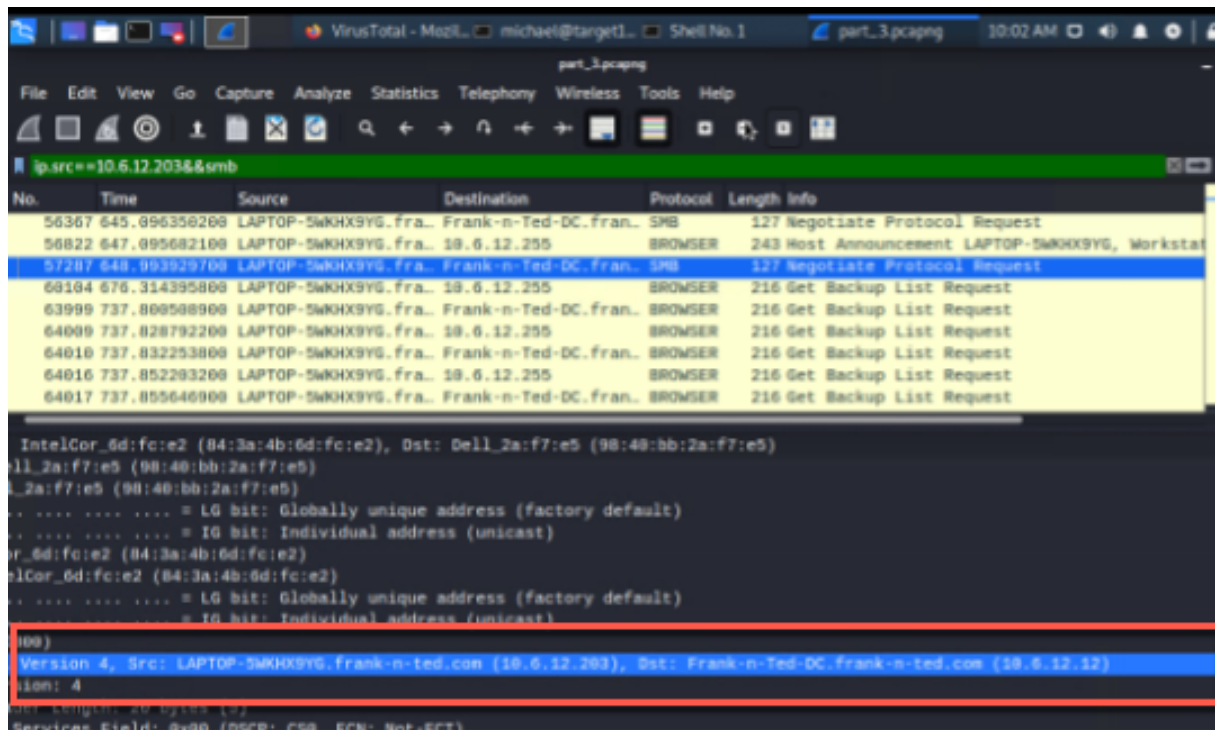 VirusTotal - Mozil… michael@target1… Shell No. 1 part_3.pcapng 10:02 AM
part_3.pcapng
File Edit View Go Capture Analyze Statistics Telephony Wireless Tools Help
ip.src==10.6.12.203&&smb
No. Time Source Destination Protocol Length Info
56367 645.096350200 LAPTOP-5WKHX9YG.fra… Frank-n-Ted-DC.fran… SMB 127 Negotiate Protocol Request
56822 647.095682100 LAPTOP-5WKHX9YG.fra… 10.6.12.255 BROWSER 243 Host Announcement LAPTOP-5WKHX9YG, Workstat
57287 648.993929700 LAPTOP-5WKHX9YG.fra… Frank-n-Ted-DC.fran… SMB 127 Negotiate Protocol Request
60104 676.314395800 LAPTOP-5WKHX9YG.fra… 10.6.12.255 BROWSER 216 Get Backup List Request
63999 737.800508900 LAPTOP-5WKHX9YG.fra… Frank-n-Ted-DC.fran… BROWSER 216 Get Backup List Request
64009 737.828792200 LAPTOP-5WKHX9YG.fra… 10.6.12.255 BROWSER 216 Get Backup List Request
64010 737.832253800 LAPTOP-5WKHX9YG.fra… Frank-n-Ted-DC.fran… BROWSER 216 Get Backup List Request
64016 737.852203200 LAPTOP-5WKHX9YG.fra… 10.6.12.255 BROWSER 216 Get Backup List Request
64017 737.855646900 LAPTOP-5WKHX9YG.fra… Frank-n-Ted-DC.fran… BROWSER 216 Get Backup List Request
IntelCor_6d:fc:e2 (84:3a:4b:6d:fc:e2), Dst: Dell_2a:f7:e5 (98:40:bb:2a:f7:e5)
ell_2a:f7:e5 (98:40:bb:2a:f7:e5)
l_2a:f7:e5 (98:40:bb:2a:f7:e5)
.. .... .... .... = LG bit: Globally unique address (factory default)
.. .... .... .... = IG bit: Individual address (unicast)
or_6d:fc:e2 (84:3a:4b:6d:fc:e2)
elCor_6d:fc:e2 (84:3a:4b:6d:fc:e2)
.. .... .... .... = LG bit: Globally unique address (factory default)
.. .... .... .... = IG bit: Individual address (unicast)
800)
Version 4, Src: LAPTOP-5WKHX9YG.frank-n-ted.com (10.6.12.203), Dst: Frank-n-Ted-DC.frank-n-ted.com (10.6.12.12)
sion: 4
der Length: 20 bytes (5)
Services Field: 0x00 (DSCP: CS0, ECN: Not-ECT)